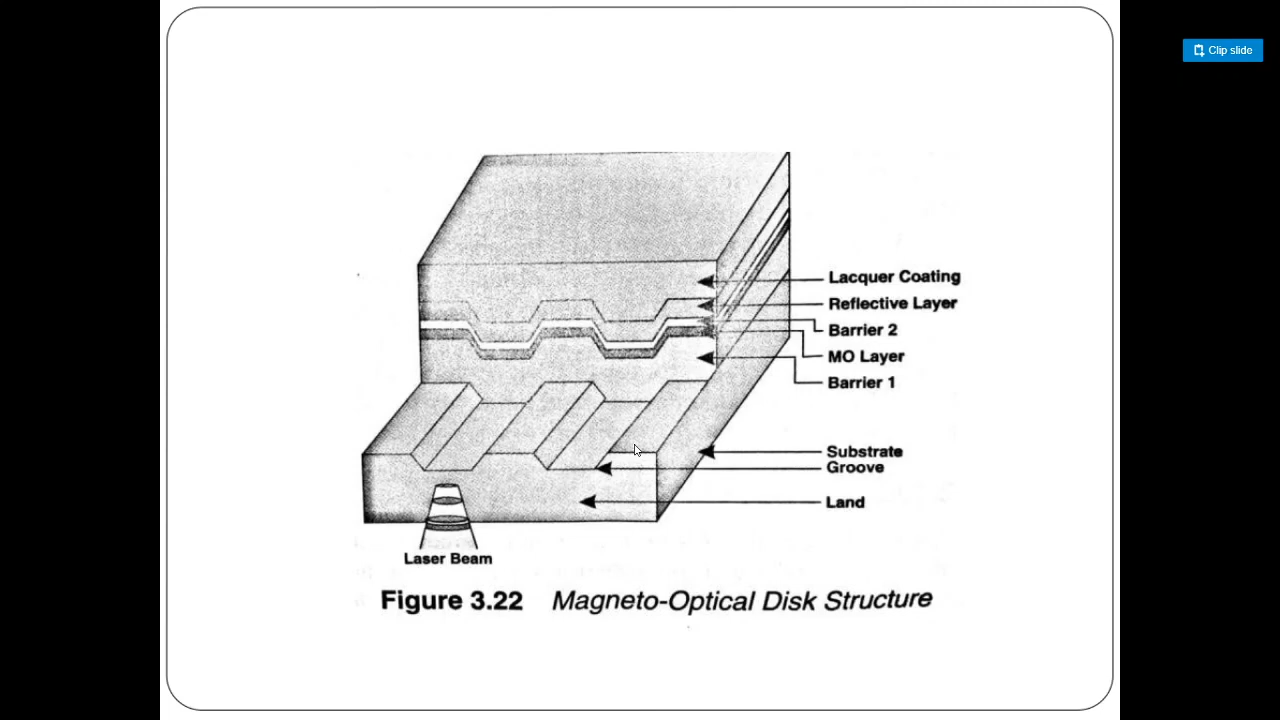 Clip slide
Lacquer Coating
Reflective Layer
Barrier 2
MO Layer
Barrier 1
Substrate
Groove
Land
Laser Beam
Figure 3.22 Magneto-Optical Disk Structure